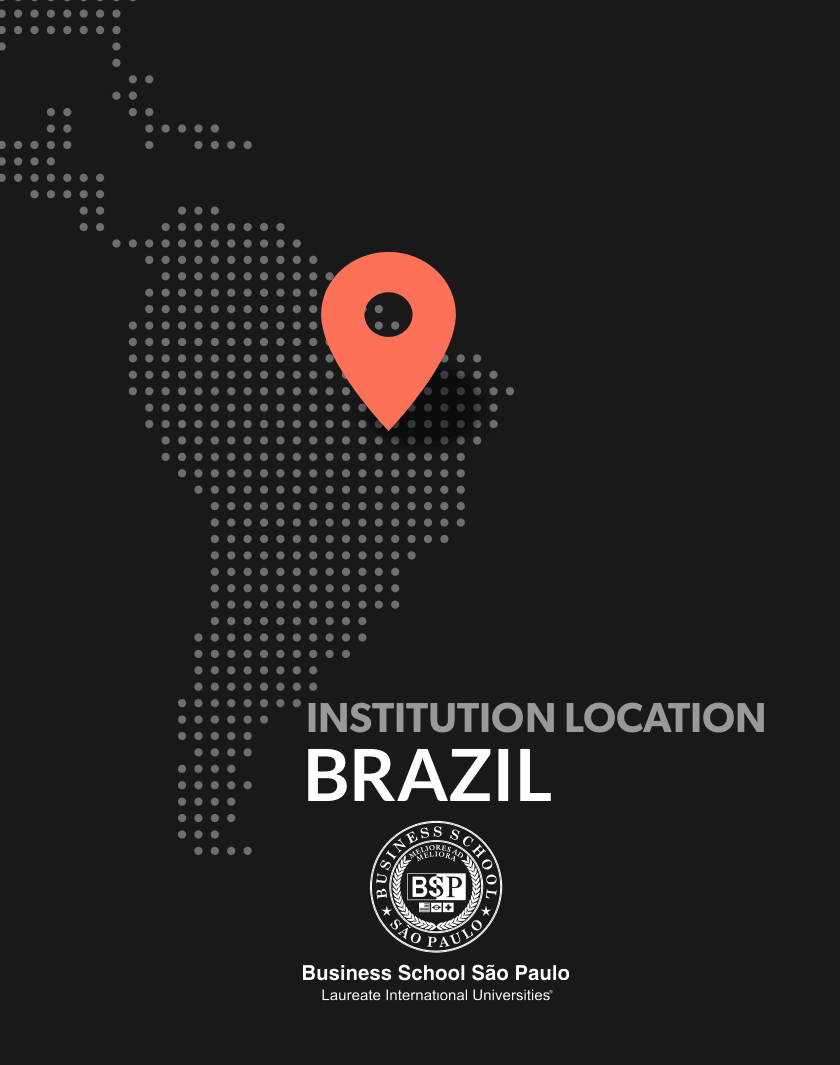 INSTITUTION LOCATION
BRAZIL
BUSINESS SCHOOL
MELIORES AD
MELIORA
BSP
★ SÃO PAULO ★
Business School São Paulo
Laureate International Universities®